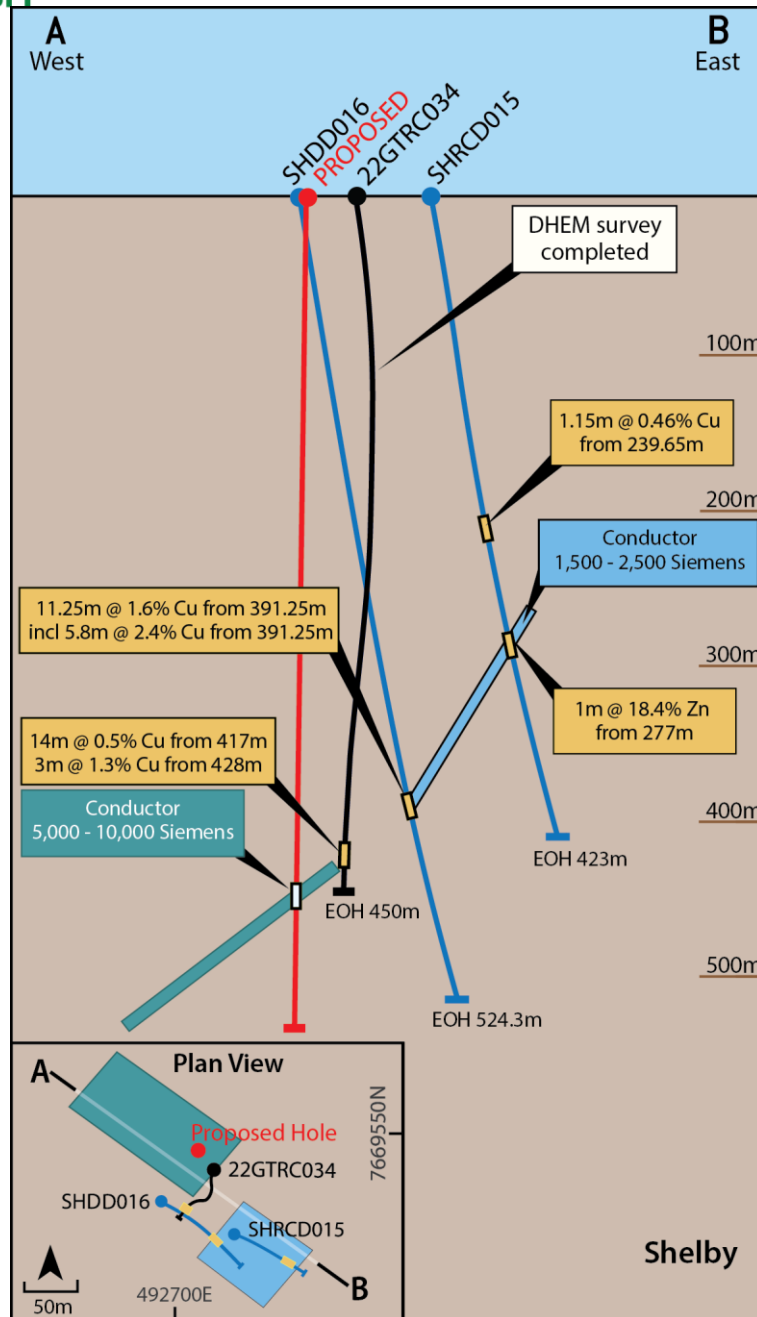 A
West
B
East
SHDD016
PROPOSED
22GTRC034
SHRCD015
DHEM survey
completed
100m
1.15m @ 0.46% Cu
from 239.65m
200m
Conductor
1,500 - 2,500 Siemens
11.25m @ 1.6% Cu from 391.25m
incl 5.8m @ 2.4% Cu from 391.25m
300m
1m @ 18.4% Zn
from 277m
14m @ 0.5% Cu from 417m
3m @ 1.3% Cu from 428m
Conductor
5,000 - 10,000 Siemens
400m
EOH 423m
EOH 450m
500m
EOH 524.3m
Plan View
A
Proposed Hole
7669550N
22GTRC034
SHDD016
SHRCD015
Shelby
B
50m
492700E